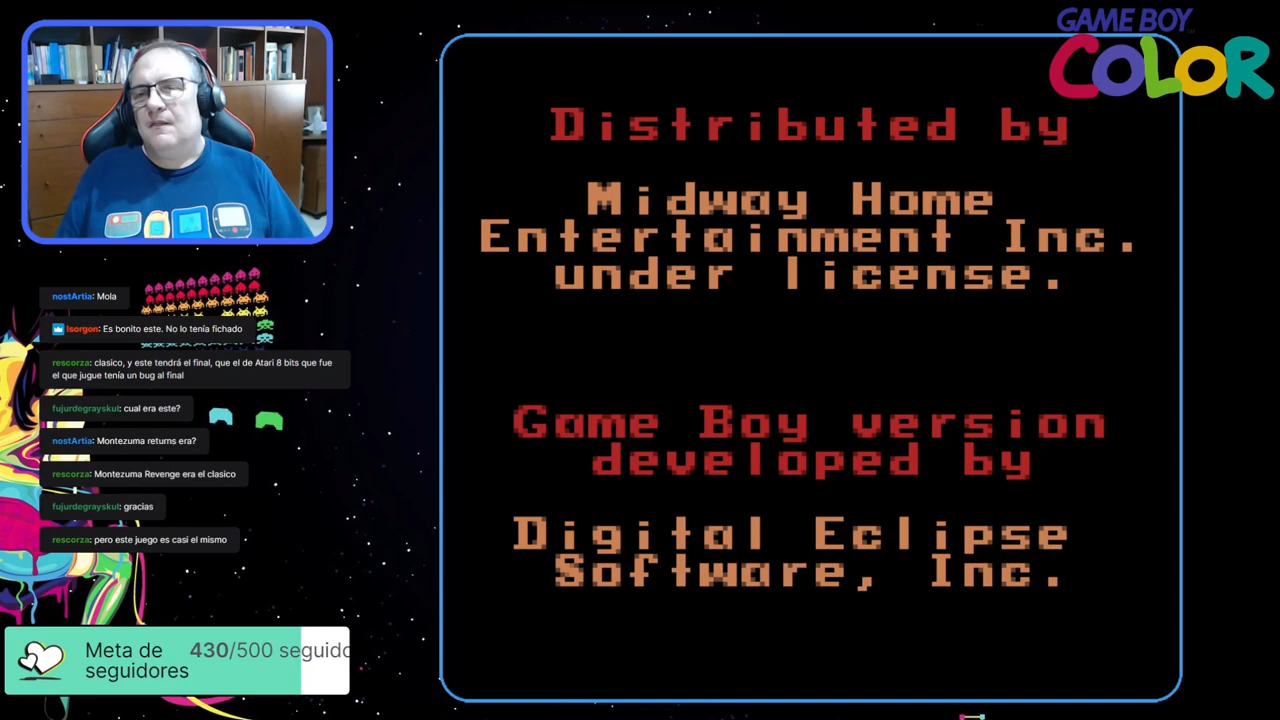 GAME BOY
COLOR
Distributed by
Midway Home
Entertainment Inc.
under license.
Game Boy version
developed by
Digital Eclipse
Software, Inc.
nostArtia: Mola
Isorgon: Es bonito este. No lo tenía fichado
rescorza: clasico, y este tendrá el final, que el de Atari 8 bits que fue
el que jugue tenía un bug al final
fujurdegrayskul: cual era este?
nostArtia: Montezuma returns era?
rescorza: Montezuma Revenge era el clasico
fujurdegrayskul: gracias
rescorza: pero este juego es casi el mismo
Meta de
seguidores
430/500 seguido